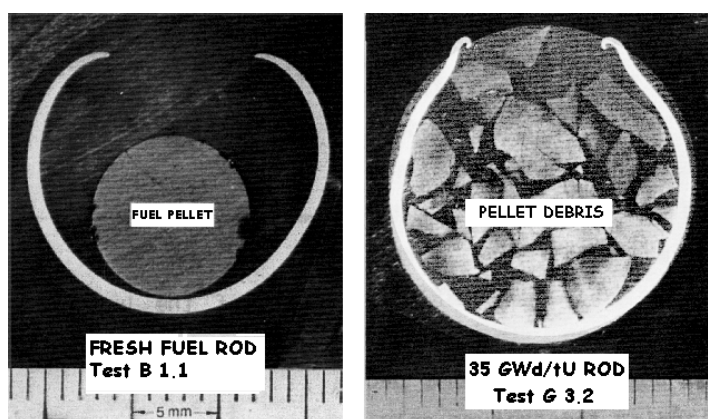 FUEL PELLET
FRESH FUEL ROD
Test B 1.1
5 mm
PELLET DEBRIS
35 GWd/tU ROD
Test G 3.2